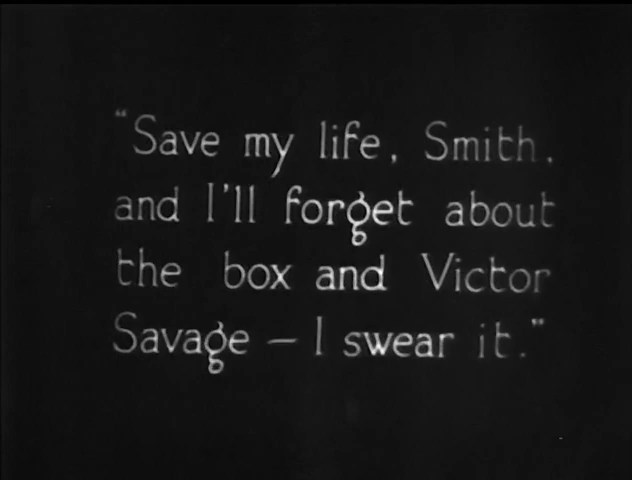 "Save my life, Smith,
and I'll forget about
the box and Victor
Savage — I swear it."